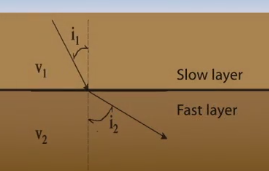 i₁
v₁
Slow layer
Fast layer
v₂
i₂